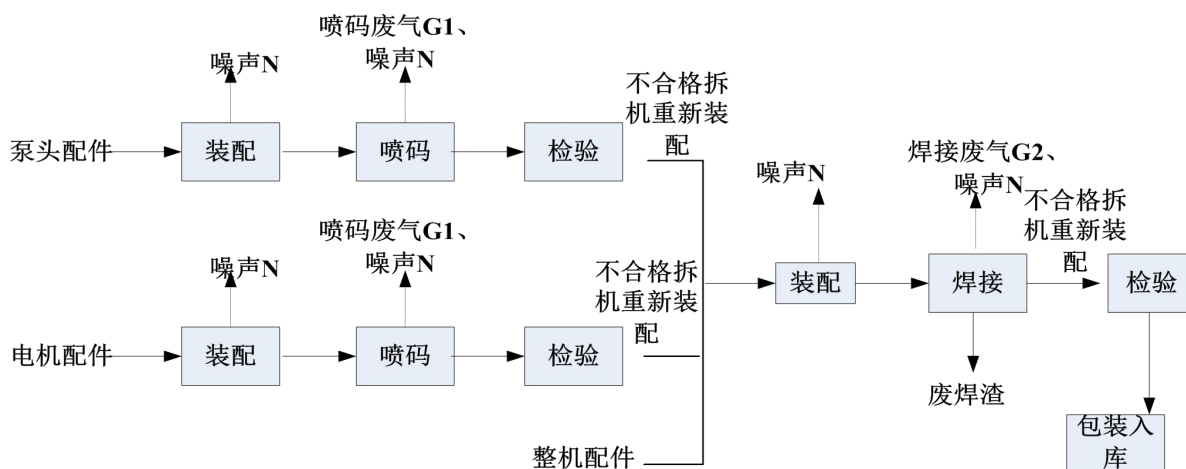 喷码废气G1、
噪声N
噪声N
不合格拆
机重新装
配
泵头配件
装配
喷码
检验
噪声N
焊接废气G2、
噪声N
不合格拆
机重新装
配
喷码废气G1、
噪声N
噪声N
不合格拆
机重新装
配
装配
焊接
检验
电机配件
装配
喷码
检验
废焊渣
整机配件
包装入
库